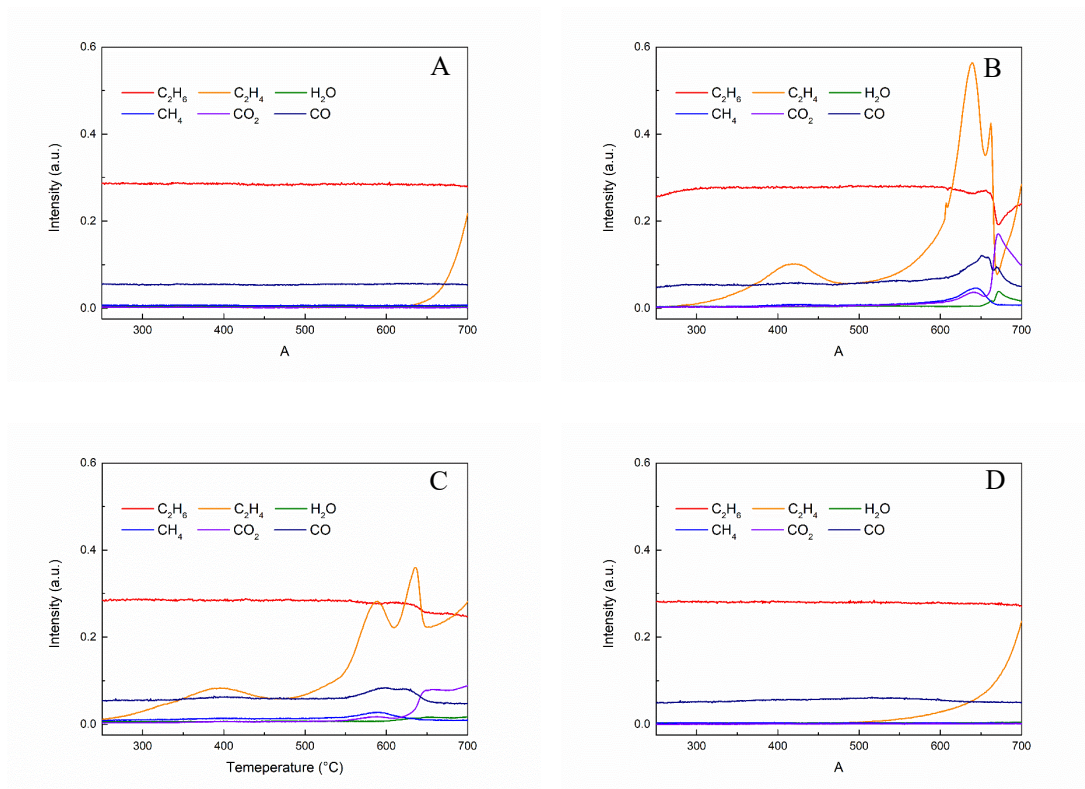 A
0.6
C₂H₆ C₂H₄ H₂O
CH₄ CO₂ CO
0.4
Intensity (a.u.)
0.2
0.0
300 400 500 600 700
A
B
0.6
C₂H₆ C₂H₄ H₂O
CH₄ CO₂ CO
0.4
Intensity (a.u.)
0.2
0.0
300 400 500 600 700
A
C
0.6
C₂H₆ C₂H₄ H₂O
CH₄ CO₂ CO
0.4
Intensity (a.u.)
0.2
0.0
300 400 500 600 700
Temeperature (°C)
D
0.6
C₂H₆ C₂H₄ H₂O
CH₄ CO₂ CO
0.4
Intensity (a.u.)
0.2
0.0
300 400 500 600 700
A